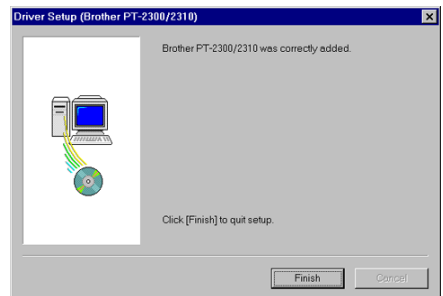 Driver Setup (Brother PT-2300/2310)
Brother PT-2300/2310 was correctly added.
Click [Finish] to quit setup.
Finish
Cancel